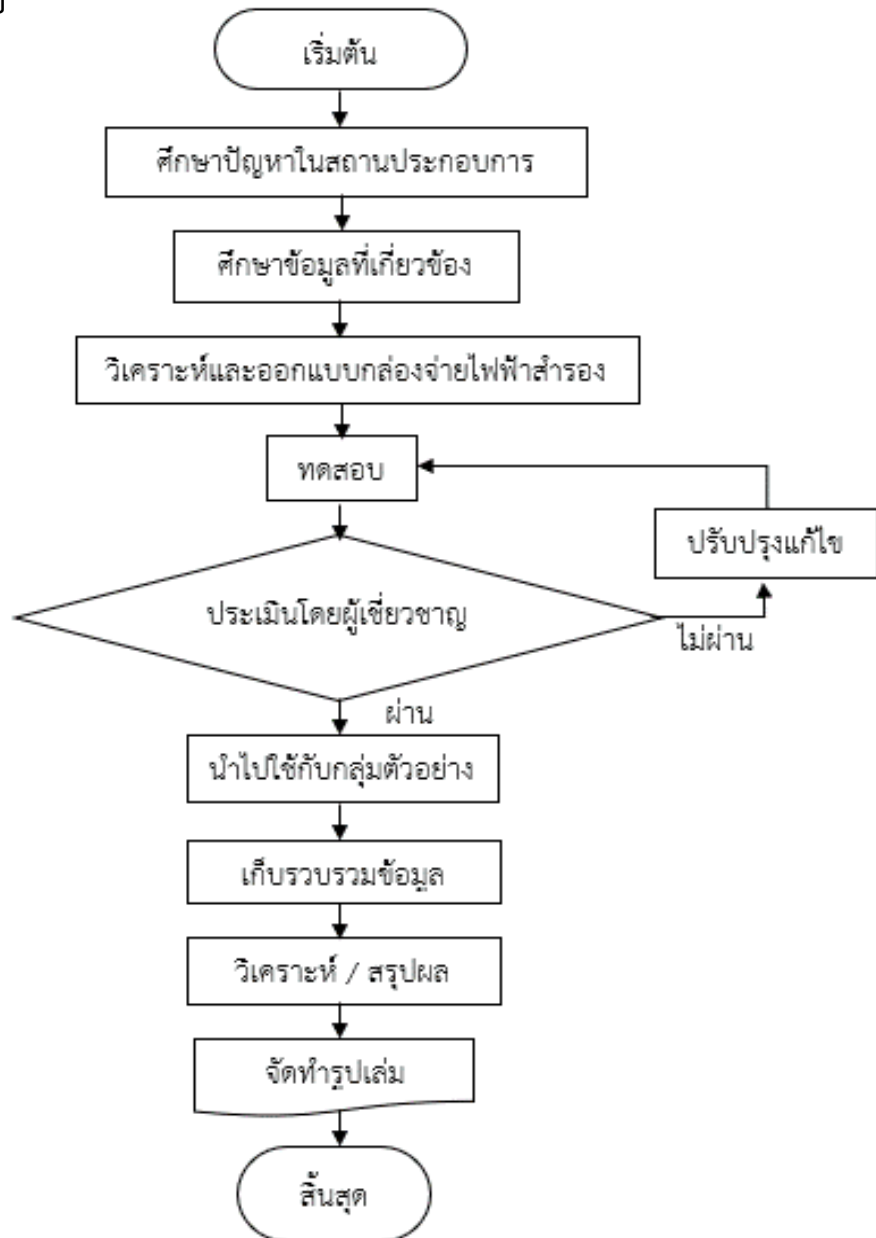 เริ่มต้น
ศึกษาปัญหาในสถานประกอบการ
ศึกษาข้อมูลที่เกี่ยวข้อง
วิเคราะห์และออกแบบกล่องจ่ายไฟฟ้าสำรอง
ทดสอบ
ปรับปรุงแก้ไข
ประเมินโดยผู้เชี่ยวชาญ
ไม่ผ่าน
ผ่าน
นำไปใช้กับกลุ่มตัวอย่าง
เก็บรวบรวมข้อมูล
วิเคราะห์ / สรุปผล
จัดทำรูปเล่ม
สิ้นสุด